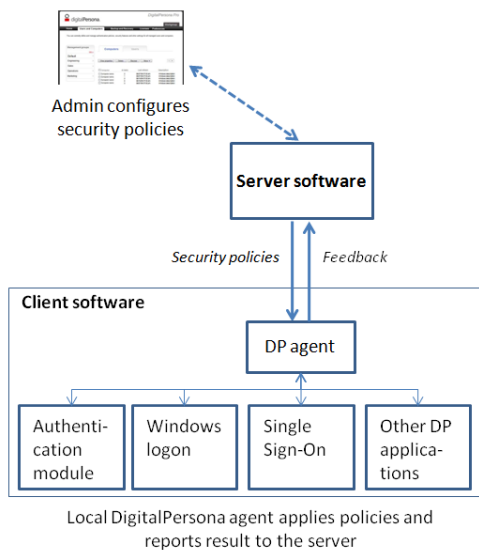 digitalPersona
Admin configures
security policies
Server software
Security policies
Feedback
Client software
DP agent
Authenti-
cation
module
Windows
logon
Single
Sign-On
Other DP
applica-
tions
Local DigitalPersona agent applies policies and
reports result to the server